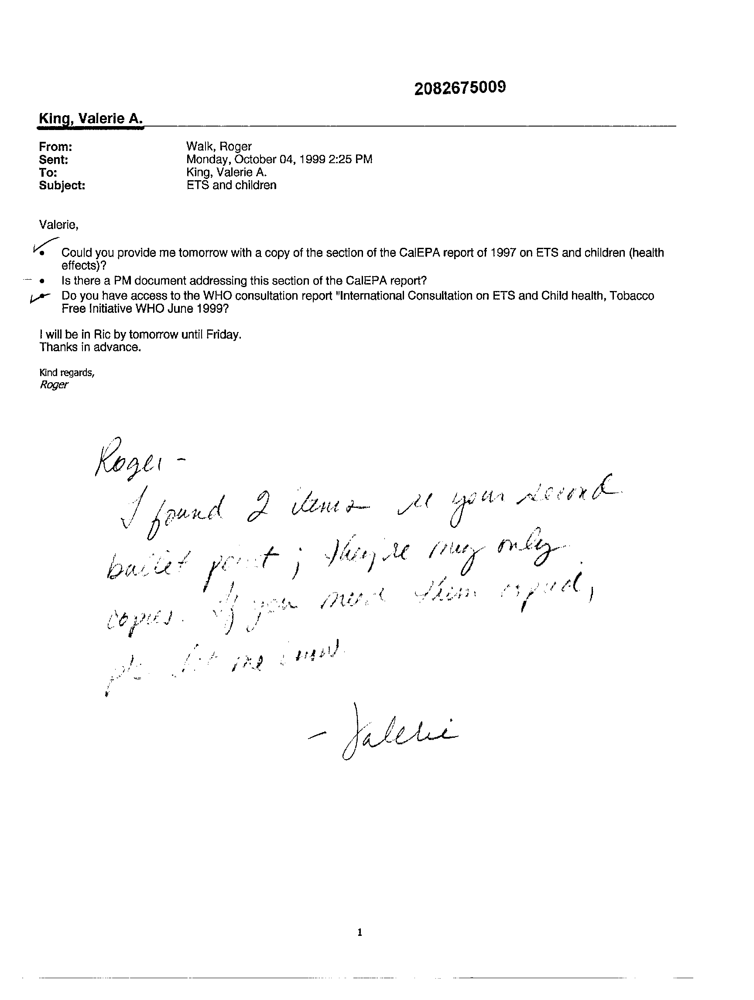 2082675009
King, Valerie A.
From: Walk, Roger
Sent: Monday, October 04, 1999 2:25 PM
To: King, Valerie A.
Subject: ETS and children
Valerie,
• Could you provide me tomorrow with a copy of the section of the CalEPA report of 1997 on ETS and children (health
effects)?
• Is there a PM document addressing this section of the CalEPA report?
• Do you have access to the WHO consultation report "International Consultation on ETS and Child health, Tobacco
Free Initiative WHO June 1999?
I will be in Ric by tomorrow until Friday.
Thanks in advance.
Kind regards,
Roger
Roger -
I found 2 items re your second
bullet point; they're my only
copies. If you need them copied,
pls let me know.
- Valerie
1